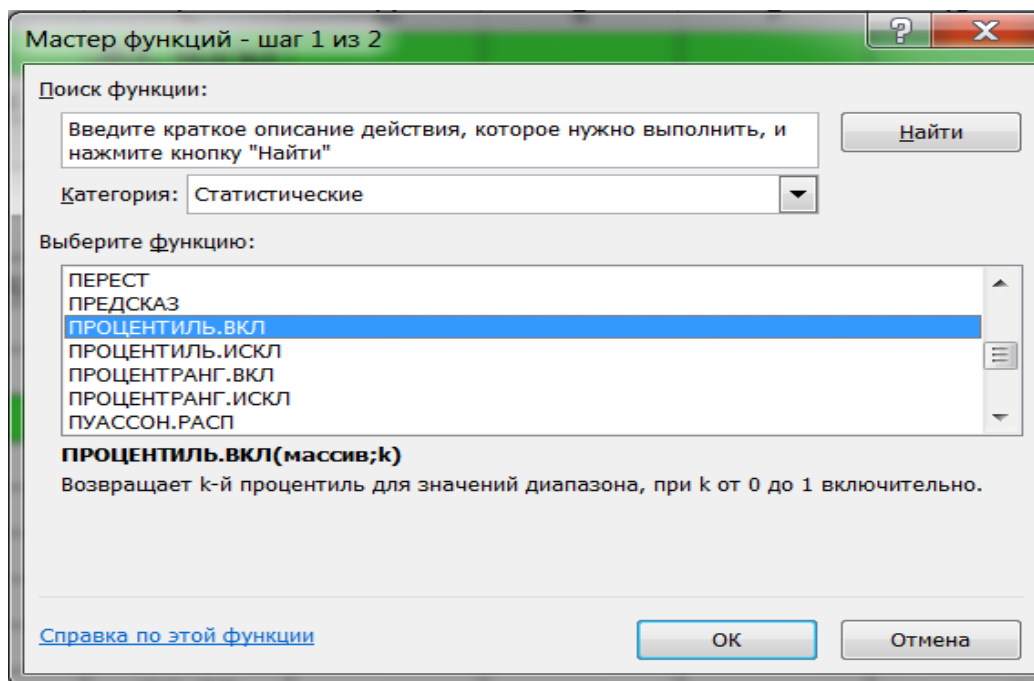 Мастер функций - шаг 1 из 2
Поиск функции:
Введите краткое описание действия, которое нужно выполнить, и
нажмите кнопку "Найти"
Найти
Категория: Статистические
Выберите функцию:
ПЕРЕСТ
ПРЕДСКАЗ
ПРОЦЕНТИЛЬ.ВКЛ
ПРОЦЕНТИЛЬ.ИСКЛ
ПРОЦЕНТРАНГ.ВКЛ
ПРОЦЕНТРАНГ.ИСКЛ
ПУАССОН.РАСП
ПРОЦЕНТИЛЬ.ВКЛ(массив;k)
Возвращает k-й процентиль для значений диапазона, при k от 0 до 1 включительно.
Справка по этой функции
ОК
Отмена